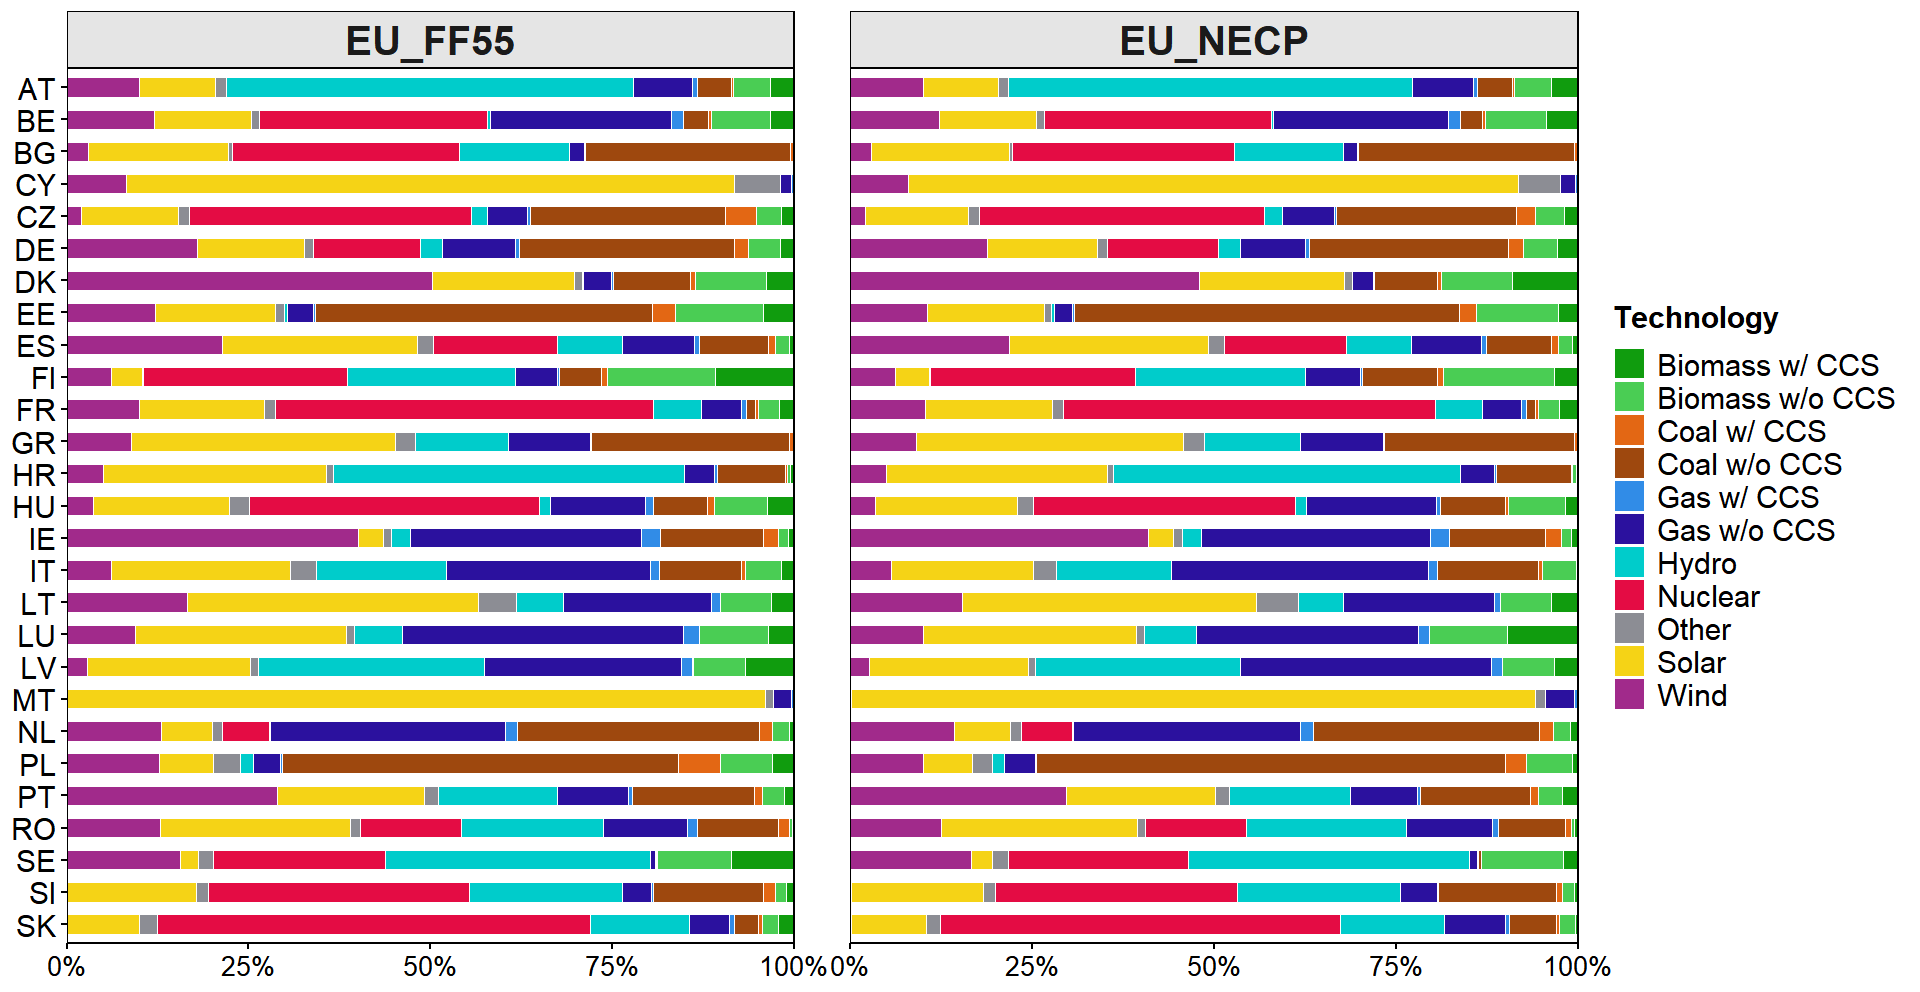 EU_FF55
EU_NECP
AT
BE
BG
CY
CZ
DE
DK
EE
ES
FI
FR
GR
HR
HU
IE
IT
LT
LU
LV
MT
NL
PL
PT
RO
SE
SI
SK
0%
25%
50%
75%
100%
0%
25%
50%
75%
100%
Technology
Biomass w/ CCS
Biomass w/o CCS
Coal w/ CCS
Coal w/o CCS
Gas w/ CCS
Gas w/o CCS
Hydro
Nuclear
Other
Solar
Wind